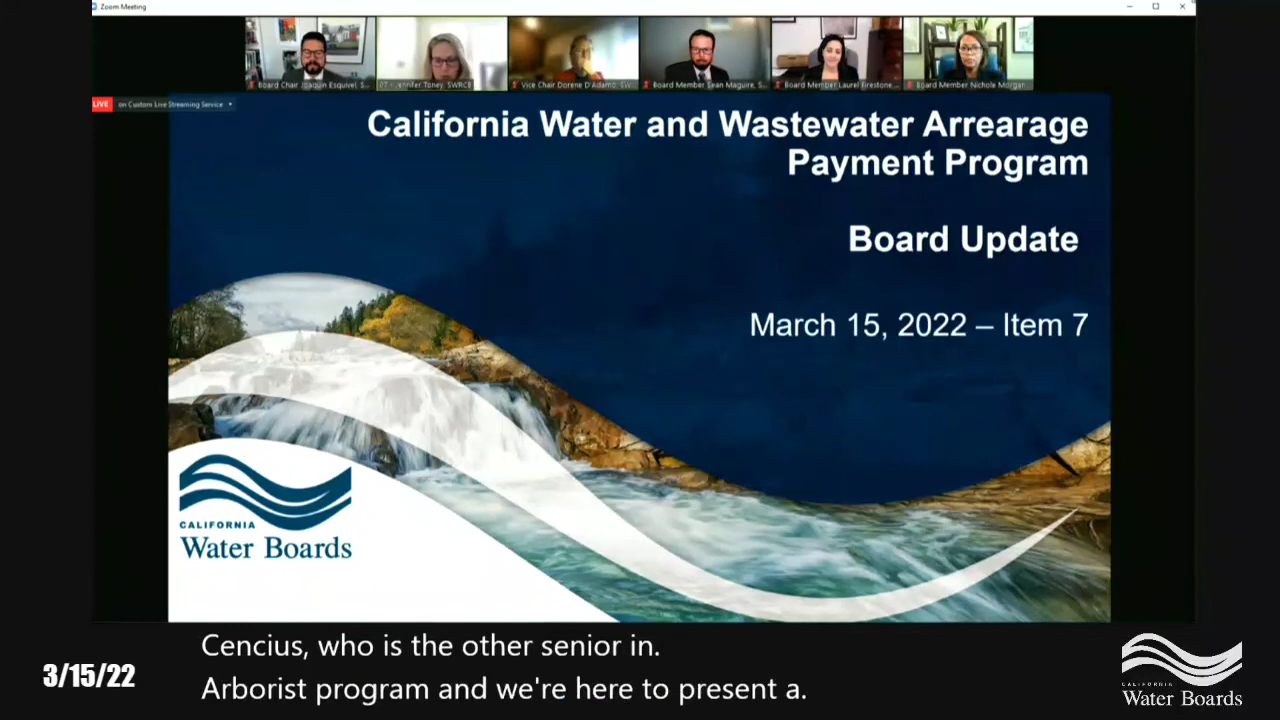 Zoom Meeting
Board Chair Joaquin Esquivel, S...
Jennifer Toney, SWRCB
Vice Chair Dorene D'Adamo, Sw...
Board Member Sean Maguire, S...
Board Member Laurel Firestone ...
Board Member Nichole Morgan
LIVE on Custom Live Streaming Service
California Water and Wastewater Arrearage
Payment Program
Board Update
March 15, 2022 – Item 7
CALIFORNIA
Water Boards
Cencius, who is the other senior in.
3/15/22
Arborist program and we're here to present a.
CALIFORNIA
Water Boards